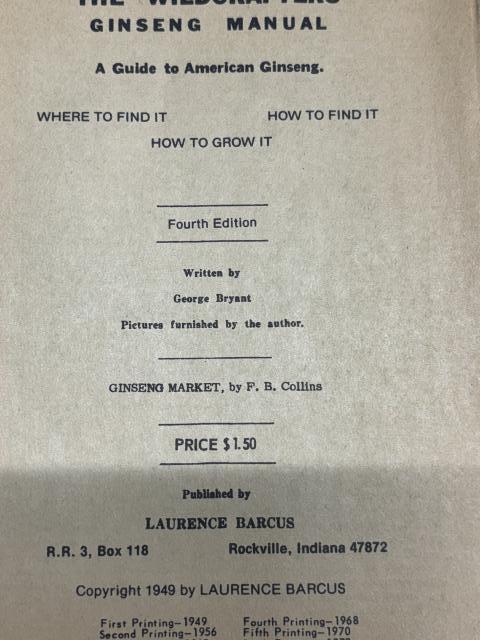 THE WILDCRAFTERS
GINSENG MANUAL
A Guide to American Ginseng.
WHERE TO FIND IT HOW TO FIND IT
HOW TO GROW IT
Fourth Edition
Written by
George Bryant
Pictures furnished by the author.
GINSENG MARKET, by F. B. Collins
PRICE $1.50
Published by
LAURENCE BARCUS
R.R. 3, Box 118 Rockville, Indiana 47872
Copyright 1949 by LAURENCE BARCUS
First Printing—1949 Fourth Printing—1968
Second Printing—1956 Fifth Printing—1970